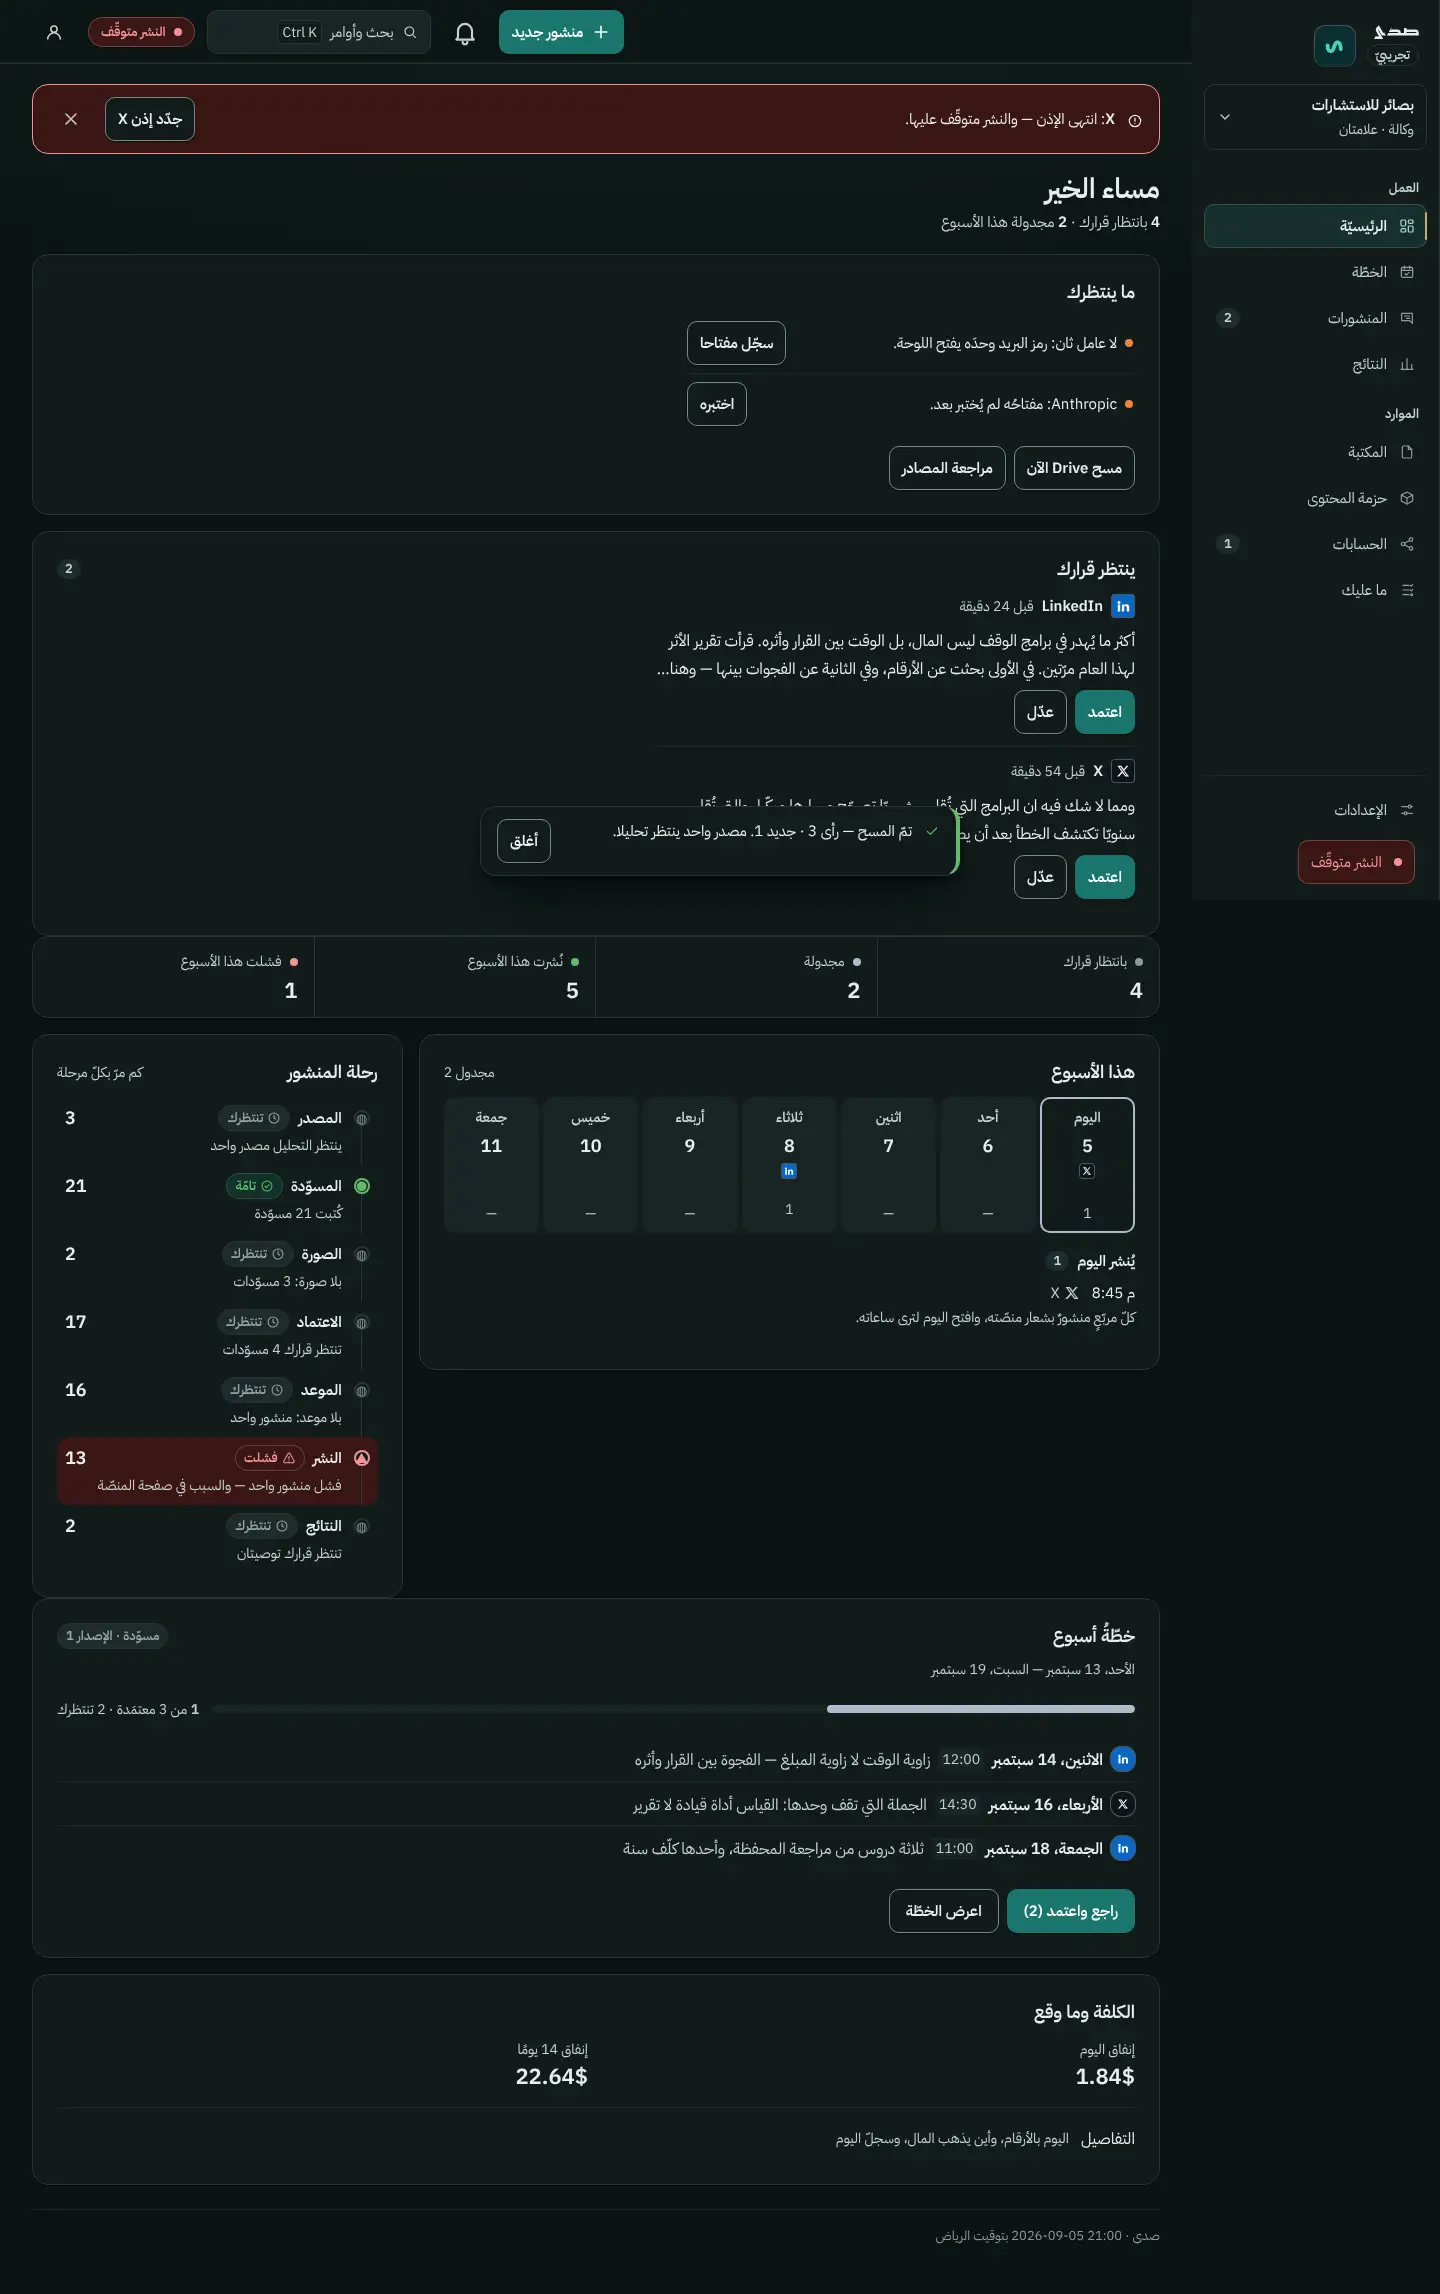 صدى
تجريبيّ
بصائر للاستشارات
وكالة · علامتان
العمل
الرئيسيّة
الخطّة
المنشورات 2
النتائج
الموارد
المكتبة
حزمة المحتوى
الحسابات 1
ما عليك
الإعدادات
النشر متوقّف
منشور جديد
بحث وأوامر Ctrl K
النشر متوقّف
X: انتهى الإذن — والنشر متوقّف عليها.
جدّد إذن X
مساء الخير
4 بانتظار قرارك · 2 مجدولة هذا الأسبوع
ما ينتظرك
لا عامل ثان: رمز البريد وحدَه يفتح اللوحة.
سجّل مفتاحا
Anthropic: مفتاحُه لم يُختبر بعد.
اختبره
مسح Drive الآن
مراجعة المصادر
ينتظر قرارك 2
LinkedIn قبل 24 دقيقة
أكثر ما يُهدر في برامج الوقف ليس المال، بل الوقت بين القرار وأثره. قرأت تقرير الأثر
لهذا العام مرّتين. في الأولى بحثت عن الأرقام، وفي الثانية عن الفجوات بينها — وهنا…
اعتمد
عدّل
X قبل 54 دقيقة
ومما لا شك فيه ان البرامج التي
سنويّا تكتشف الخطأ بعد أن
اعتمد
عدّل
تمّ المسح — رأى 3 · جديد 1. مصدر واحد ينتظر تحليلا.
أغلق
بانتظار قرارك
4
مجدولة
2
نُشرت هذا الأسبوع
5
فشلت هذا الأسبوع
1
هذا الأسبوع
مجدول 2
اليوم
5
1
أحد
6
—
اثنين
7
—
ثلاثاء
8
1
أربعاء
9
—
خميس
10
—
جمعة
11
—
يُنشر اليوم 1
8:45 م X
كلّ مربّعٍ منشورٌ بشعار منصّته، وافتح اليوم لترى ساعاته.
رحلة المنشور
كم مرّ بكلّ مرحلة
المصدر تنتظرك 3
ينتظر التحليل مصدر واحد
المسوّدة تامّة 21
كُتبت 21 مسوّدة
الصورة تنتظرك 2
بلا صورة: 3 مسوّدات
الاعتماد تنتظرك 17
تنتظر قرارك 4 مسوّدات
الموعد تنتظرك 16
بلا موعد: منشور واحد
النشر فشلت 13
فشل منشور واحد — والسبب في صفحة المنصّة
النتائج تنتظرك 2
تنتظر قرارك توصيتان
خطّةُ أسبوع
مسوّدة · الإصدار 1
الأحد، 13 سبتمبر — السبت، 19 سبتمبر
1 من 3 معتمَدة · 2 تنتظرك
الاثنين، 14 سبتمبر 12:00 زاوية الوقت لا زاوية المبلغ — الفجوة بين القرار وأثره
الأربعاء، 16 سبتمبر 14:30 الجملة التي تقف وحدها: القياس أداة قيادة لا تقرير
الجمعة، 18 سبتمبر 11:00 ثلاثة دروس من مراجعة المحفظة، وأحدها كلّف سنة
راجع واعتمد (2)
اعرض الخطّة
الكلفة وما وقع
إنفاق اليوم
1.84$
إنفاق 14 يومًا
22.64$
التفاصيل اليوم بالأرقام، وأين يذهب المال، وسجلّ اليوم
صدى · 2026-09-05 21:00 بتوقيت الرياض